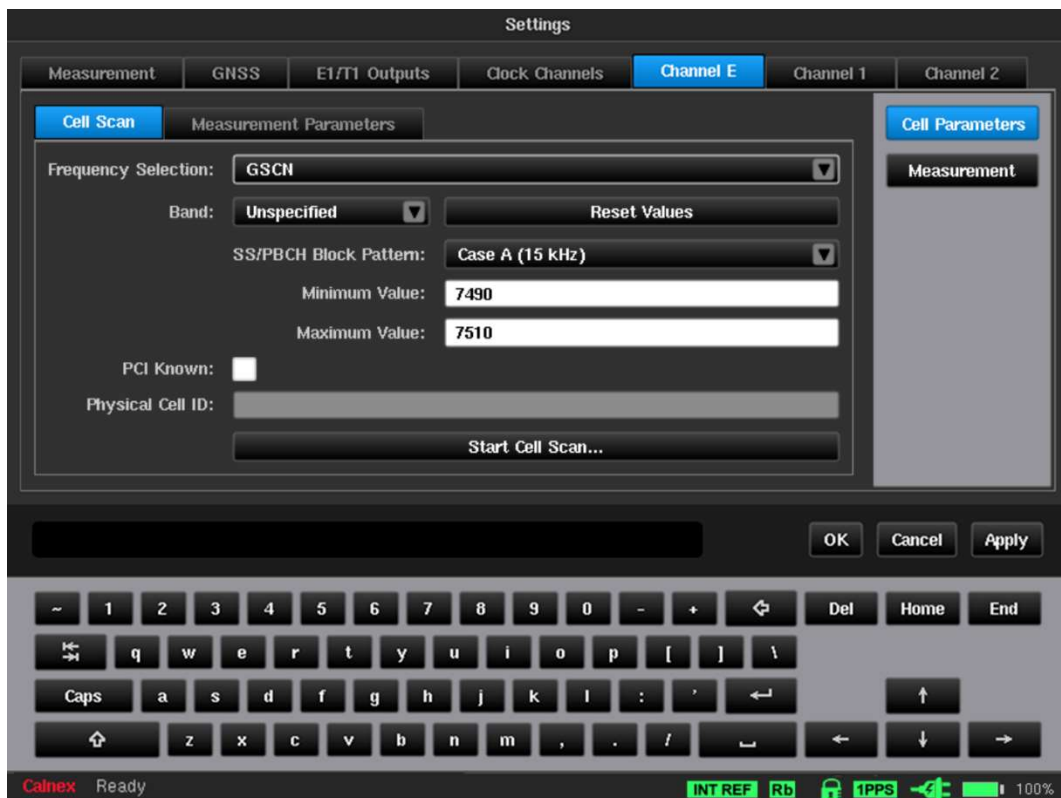 Settings
Measurement GNSS E1/T1 Outputs Clock Channels Channel E Channel 1 Channel 2
Cell Scan Measurement Parameters
Cell Parameters
Measurement
Frequency Selection: GSCN
Band: Unspecified Reset Values
SS/PBCH Block Pattern: Case A (15 kHz)
Minimum Value: 7490
Maximum Value: 7510
PCI Known:
Physical Cell ID:
Start Cell Scan...
OK Cancel Apply
~ 1 2 3 4 5 6 7 8 9 0 - + Del Home End
q w e r t y u i o p [ ] \
Caps a s d f g h j k l : '
z x c v b n m , . /
Calnex Ready INT REF Rb 1PPS 100%